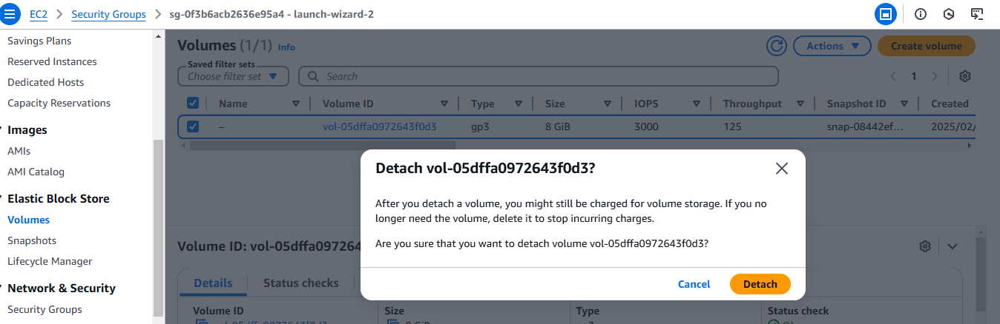 EC2 > Security Groups > sg-0f3b6acb2636e95a4 - launch-wizard-2
Savings Plans
Reserved Instances
Dedicated Hosts
Capacity Reservations
Images
AMIs
AMI Catalog
Elastic Block Store
Volumes
Snapshots
Lifecycle Manager
Network & Security
Security Groups
Volumes (1/1) Info
Actions
Create volume
Saved filter sets
Choose filter set
Search
1
Name Volume ID Type Size IOPS Throughput Snapshot ID Created
– vol-05dffa0972643f0d3 gp3 8 GiB 3000 125 snap-08442ef... 2025/02/
Detach vol-05dffa0972643f0d3?
After you detach a volume, you might still be charged for volume storage. If you no
longer need the volume, delete it to stop incurring charges.
Are you sure that you want to detach volume vol-05dffa0972643f0d3?
Cancel Detach
Volume ID: vol-05dffa09726
Details Status checks
Volume ID Size Type Status check